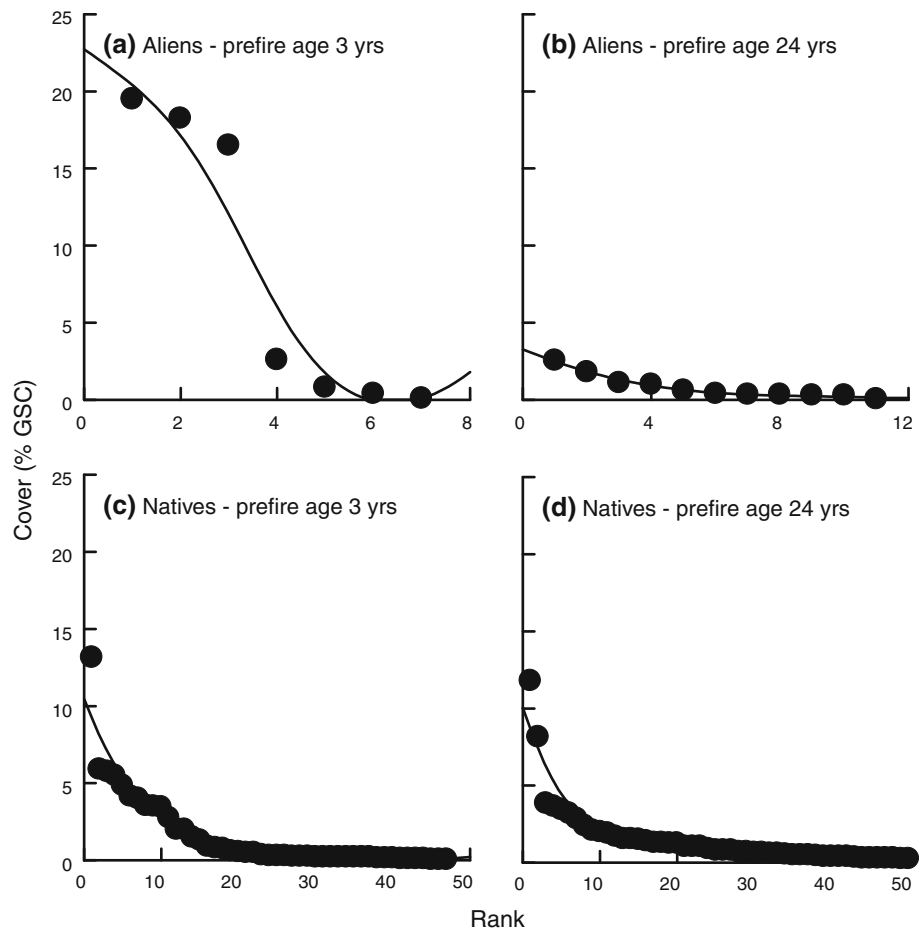 25
20
15
10
5
0
(a) Aliens - prefire age 3 yrs
0 2 4 6 8
(b) Aliens - prefire age 24 yrs
0 4 8 12
Cover (% GSC)
25
20
15
10
5
0
(c) Natives - prefire age 3 yrs
0 10 20 30 40 50
(d) Natives - prefire age 24 yrs
0 10 20 30 40 50
Rank